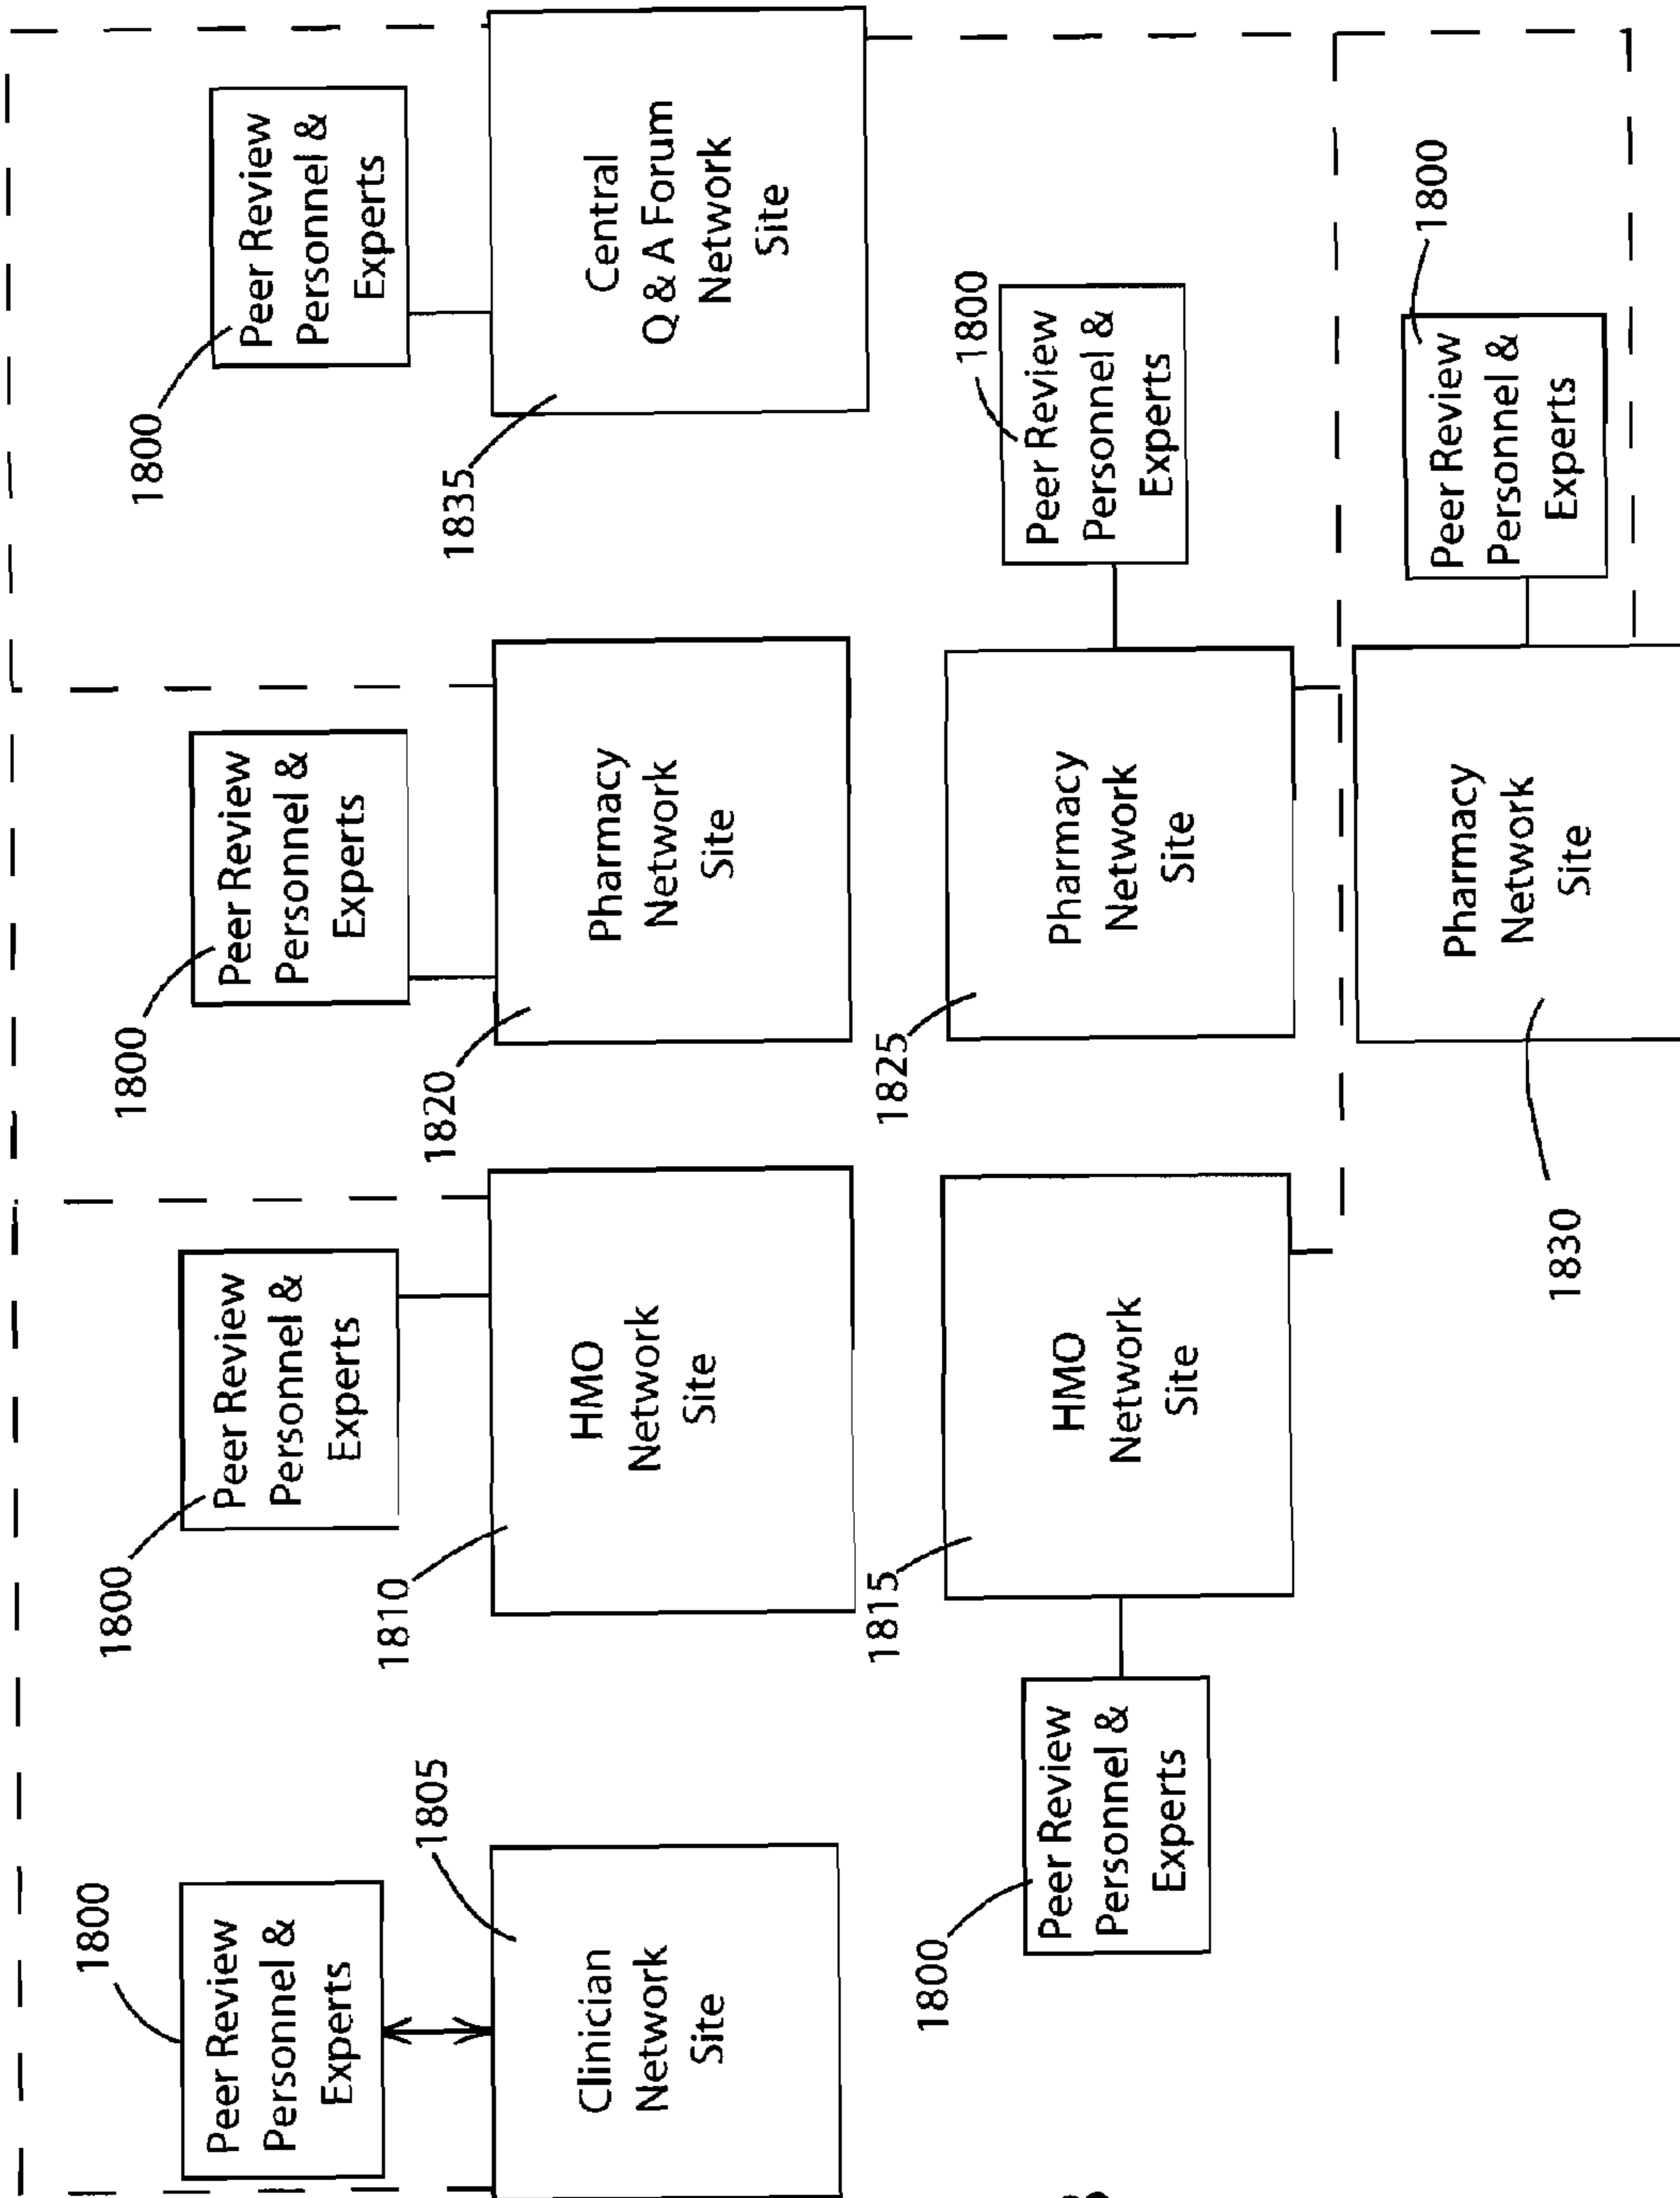 1800
Peer Review
Personnel &
Experts
1805
Clinician
Network
Site
1800
Peer Review
Personnel &
Experts
1810
HMO
Network
Site
1800
Peer Review
Personnel &
Experts
1820
Pharmacy
Network
Site
1800
Peer Review
Personnel &
Experts
1835
Central
Q & A Forum
Network
Site
1800
Peer Review
Personnel &
Experts
1815
HMO
Network
Site
1825
Pharmacy
Network
Site
1800
Peer Review
Personnel &
Experts
1830
Pharmacy
Network
Site
1800
Peer Review
Personnel &
Experts